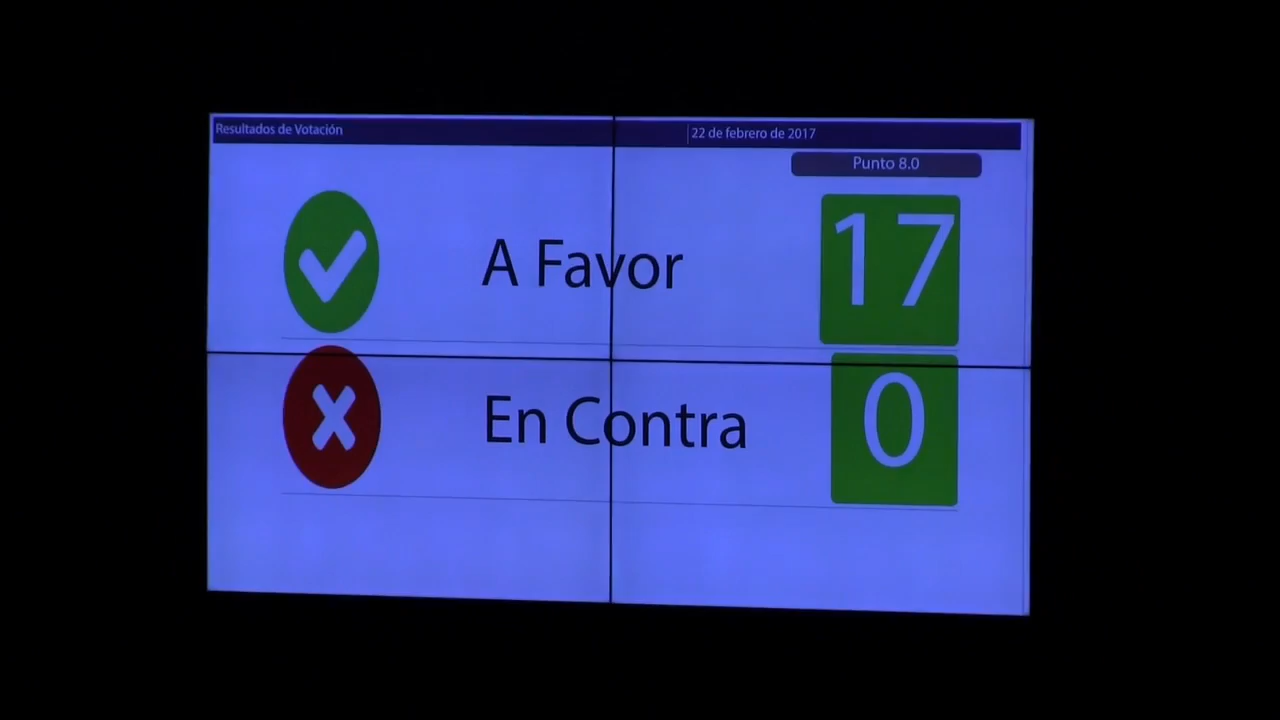 Resultados de Votación
22 de febrero de 2017
Punto 8.0
A Favor
17
En Contra
0